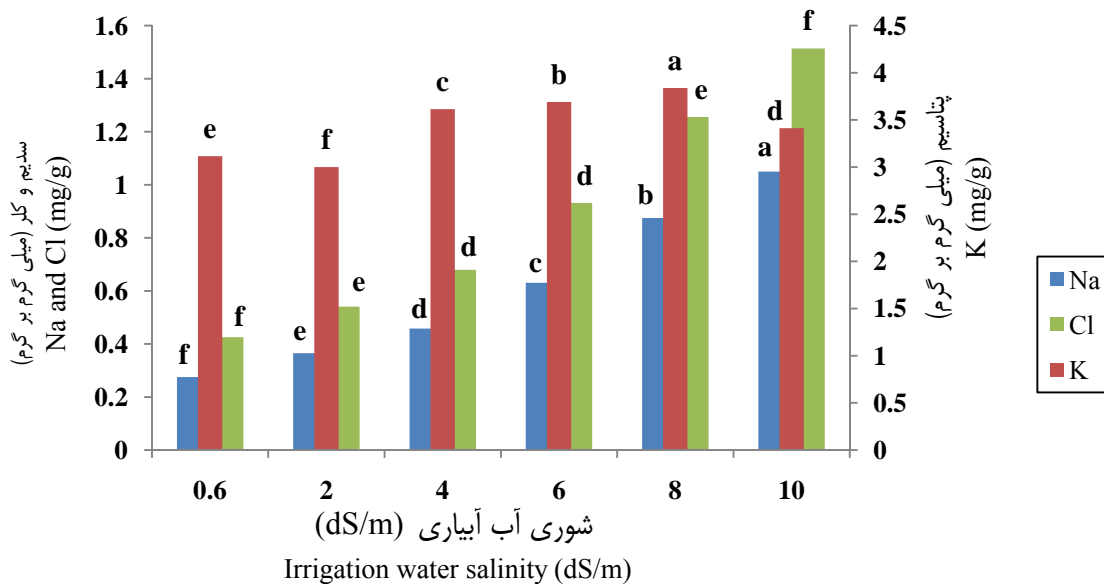 سدیم و کلر (میلی گرم بر گرم)
Na and Cl (mg/g)
1.6
1.4
1.2
1
0.8
0.6
0.4
0.2
0
f e f
e f e
d c d
c b d
b a e
a d f
4.5
4
3.5
3
2.5
2
1.5
1
0.5
0
پتاسیم (میلی گرم بر گرم)
K (mg/g)
Na
Cl
K
0.6 2 4 6 8 10
شوری آب آبیاری (dS/m)
Irrigation water salinity (dS/m)